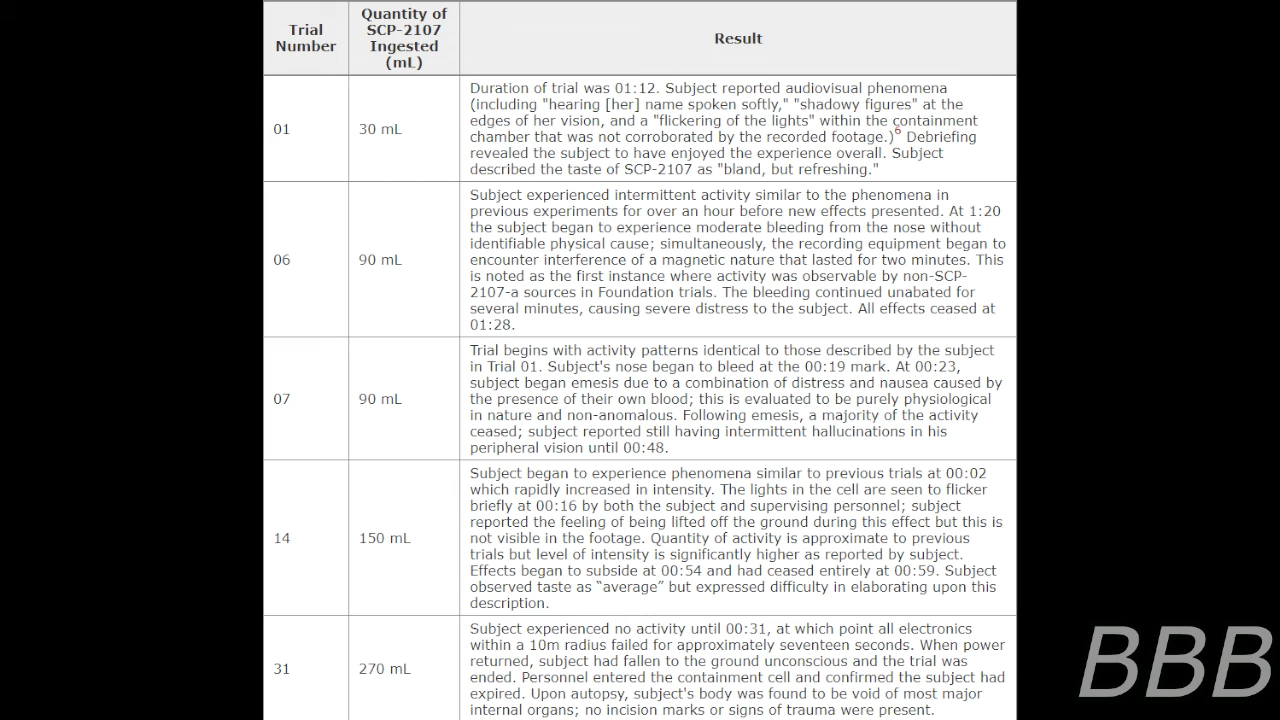 Trial
Number
Quantity of
SCP-2107
Ingested
(mL)
Result
01
30 mL
Duration of trial was 01:12. Subject reported audiovisual phenomena
(including "hearing [her] name spoken softly," "shadowy figures" at the
edges of her vision, and a "flickering of the lights" within the containment
chamber that was not corroborated by the recorded footage.)6 Debriefing
revealed the subject to have enjoyed the experience overall. Subject
described the taste of SCP-2107 as "bland, but refreshing."
06
90 mL
Subject experienced intermittent activity similar to the phenomena in
previous experiments for over an hour before new effects presented. At 1:20
the subject began to experience moderate bleeding from the nose without
identifiable physical cause; simultaneously, the recording equipment began to
encounter interference of a magnetic nature that lasted for two minutes. This
is noted as the first instance where activity was observable by non-SCP-
2107-a sources in Foundation trials. The bleeding continued unabated for
several minutes, causing severe distress to the subject. All effects ceased at
01:28.
07
90 mL
Trial begins with activity patterns identical to those described by the subject
in Trial 01. Subject's nose began to bleed at the 00:19 mark. At 00:23,
subject began emesis due to a combination of distress and nausea caused by
the presence of their own blood; this is evaluated to be purely physiological
in nature and non-anomalous. Following emesis, a majority of the activity
ceased; subject reported still having intermittent hallucinations in his
peripheral vision until 00:48.
14
150 mL
Subject began to experience phenomena similar to previous trials at 00:02
which rapidly increased in intensity. The lights in the cell are seen to flicker
briefly at 00:16 by both the subject and supervising personnel; subject
reported the feeling of being lifted off the ground during this effect but this is
not visible in the footage. Quantity of activity is approximate to previous
trials but level of intensity is significantly higher as reported by subject.
Effects began to subside at 00:54 and had ceased entirely at 00:59. Subject
observed taste as “average” but expressed difficulty in elaborating upon this
description.
31
270 mL
Subject experienced no activity until 00:31, at which point all electronics
within a 10m radius failed for approximately seventeen seconds. When power
returned, subject had fallen to the ground unconscious and the trial was
ended. Personnel entered the containment cell and confirmed the subject had
expired. Upon autopsy, subject's body was found to be void of most major
internal organs; no incision marks or signs of trauma were present.
BBB